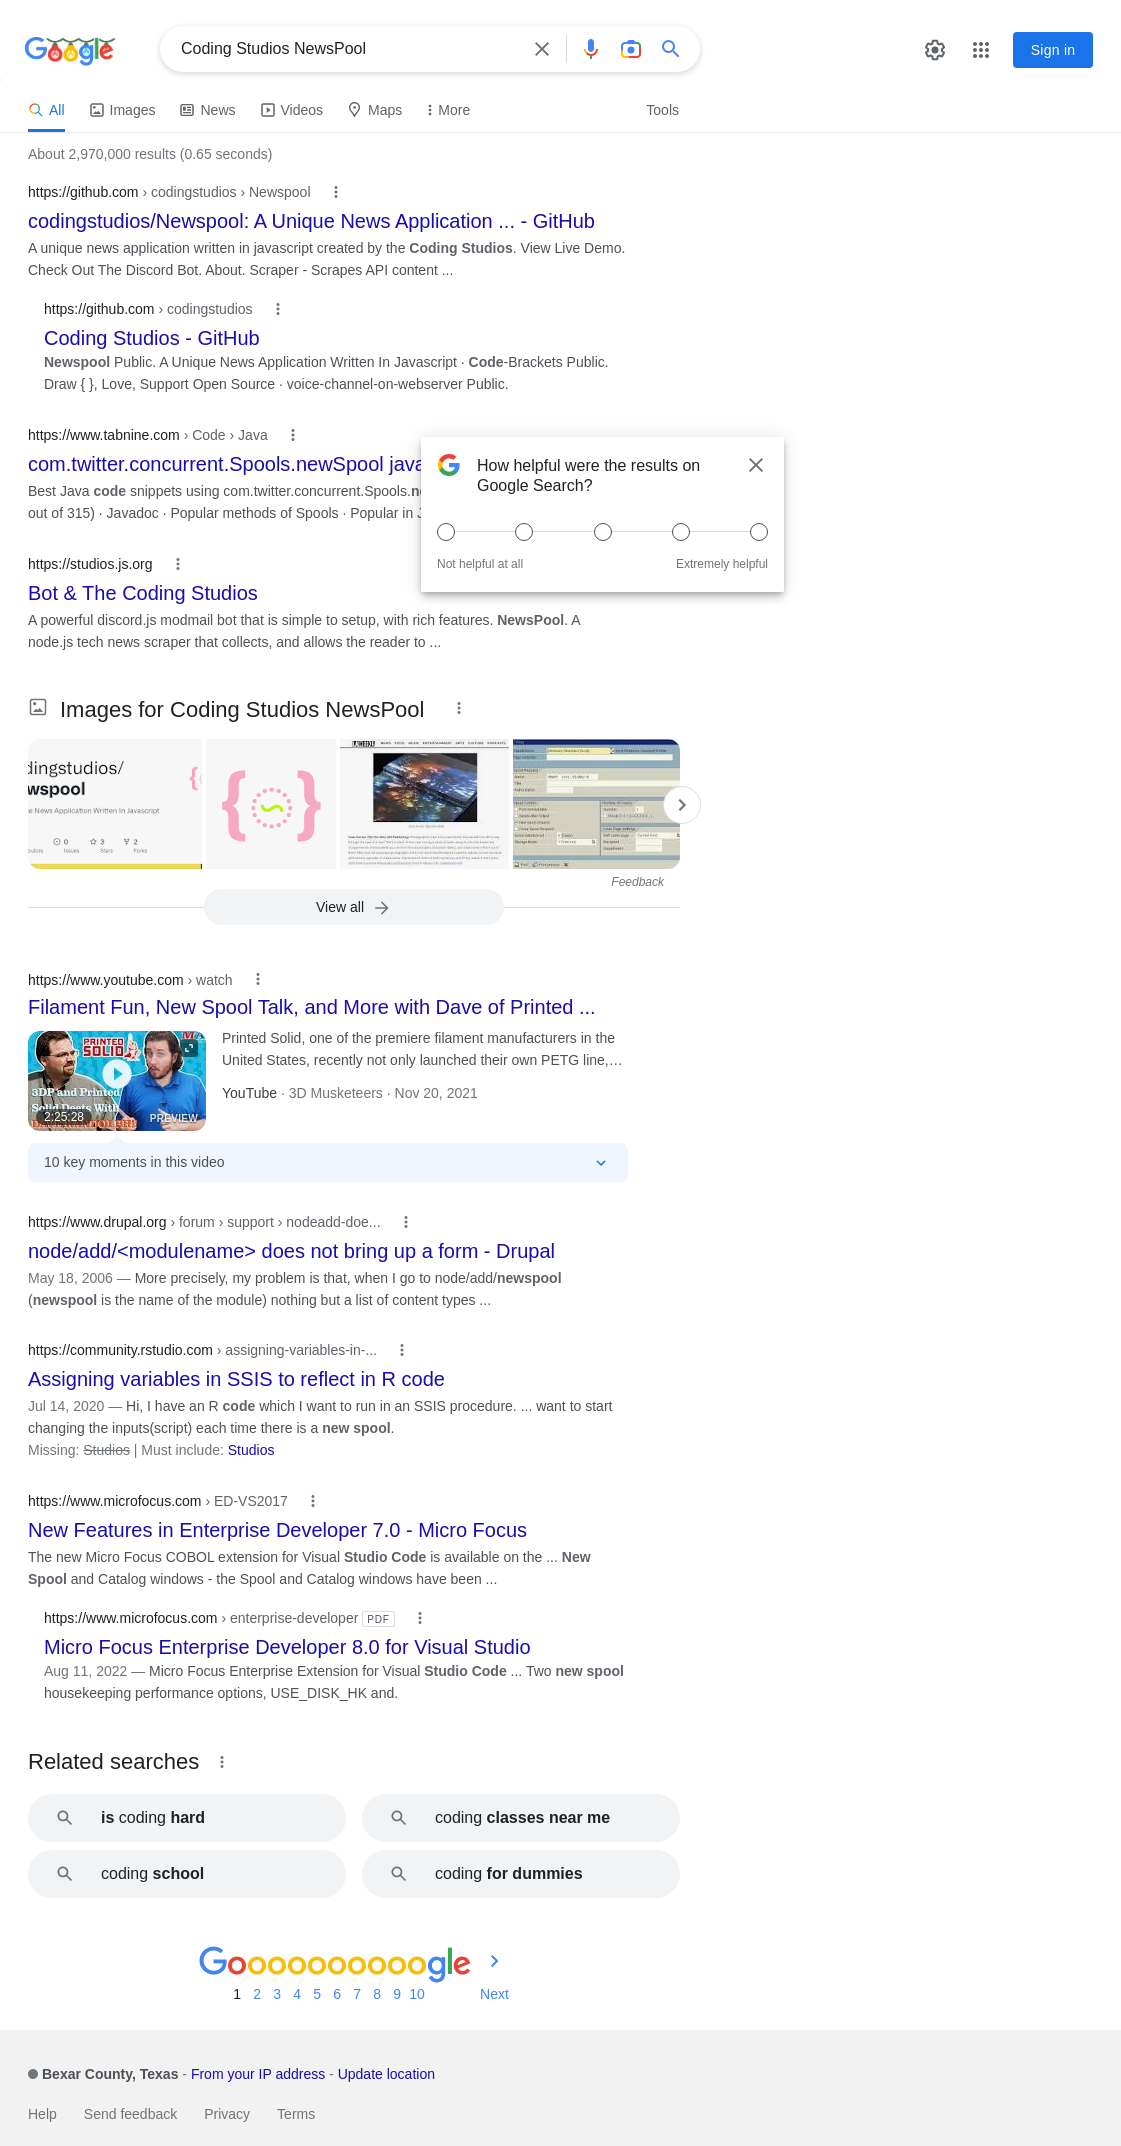 Google
Coding Studios NewsPool
Sign in
All
Images
News
Videos
Maps
More
Tools
About 2,970,000 results (0.65 seconds)
https://github.com › codingstudios › Newspool
codingstudios/Newspool: A Unique News Application ... - GitHub
A unique news application written in javascript created by the Coding Studios. View Live Demo.
Check Out The Discord Bot. About. Scraper - Scrapes API content ...
https://github.com › codingstudios
Coding Studios - GitHub
Newspool Public. A Unique News Application Written In Javascript · Code-Brackets Public.
Draw { }, Love, Support Open Source · voice-channel-on-webserver Public.
https://www.tabnine.com › Code › Java
com.twitter.concurrent.Spools.newSpool java
Best Java code snippets using com.twitter.concurrent.Spools.
out of 315) · Javadoc · Popular methods of Spools · Popular in
How helpful were the results on
Google Search?
Not helpful at all
Extremely helpful
https://studios.js.org
Bot & The Coding Studios
A powerful discord.js modmail bot that is simple to setup, with rich features. NewsPool. A
node.js tech news scraper that collects, and allows the reader to ...
Images for Coding Studios NewsPool
dingstudios/
wspool
e News Application Written In Javascript
0
3
2
Issues
Stars
Forks
Feedback
View all
https://www.youtube.com › watch
Filament Fun, New Spool Talk, and More with Dave of Printed ...
PRINTED
SOLID
3DP and Printed
Solid Deets With
2:25:28
PREVIEW
Printed Solid, one of the premiere filament manufacturers in the
United States, recently not only launched their own PETG line,…
YouTube · 3D Musketeers · Nov 20, 2021
10 key moments in this video
https://www.drupal.org › forum › support › nodeadd-doe...
node/add/<modulename> does not bring up a form - Drupal
May 18, 2006 — More precisely, my problem is that, when I go to node/add/newspool
(newspool is the name of the module) nothing but a list of content types ...
https://community.rstudio.com › assigning-variables-in-...
Assigning variables in SSIS to reflect in R code
Jul 14, 2020 — Hi, I have an R code which I want to run in an SSIS procedure. ... want to start
changing the inputs(script) each time there is a new spool.
Missing: Studios | Must include: Studios
https://www.microfocus.com › ED-VS2017
New Features in Enterprise Developer 7.0 - Micro Focus
The new Micro Focus COBOL extension for Visual Studio Code is available on the ... New
Spool and Catalog windows - the Spool and Catalog windows have been ...
https://www.microfocus.com › enterprise-developer PDF
Micro Focus Enterprise Developer 8.0 for Visual Studio
Aug 11, 2022 — Micro Focus Enterprise Extension for Visual Studio Code ... Two new spool
housekeeping performance options, USE_DISK_HK and.
Related searches
is coding hard
coding classes near me
coding school
coding for dummies
Goooooooooogle
1 2 3 4 5 6 7 8 9 10 Next
Bexar County, Texas - From your IP address - Update location
Help Send feedback Privacy Terms